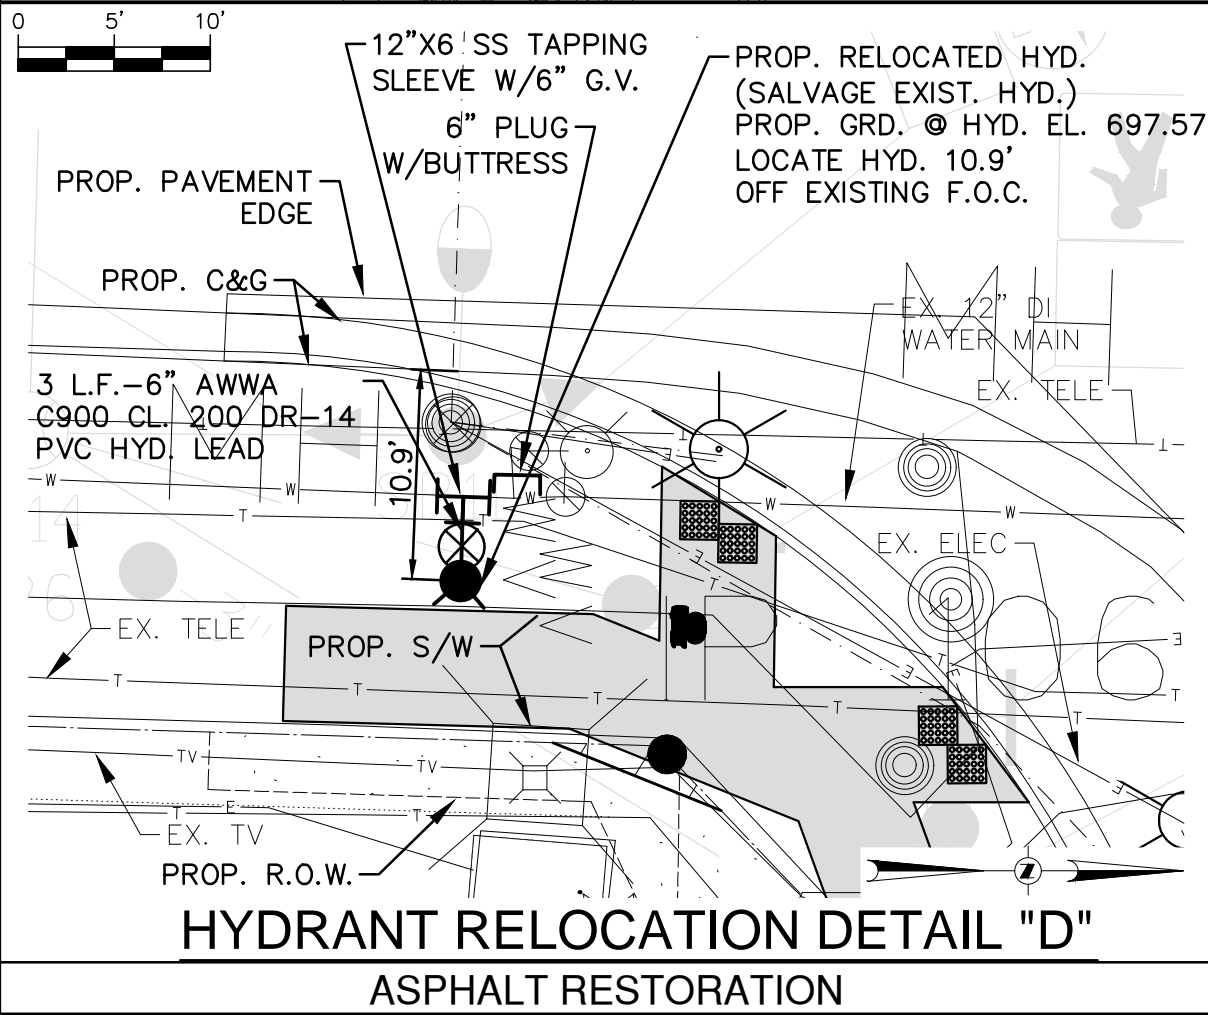 0 5' 10'
12"X6 SS TAPPING
SLEEVE W/6" G.V.
6" PLUG
W/BUTTRESS
PROP. RELOCATED HYD.
(SALVAGE EXIST. HYD.)
PROP. GRD. @ HYD. EL. 697.57
LOCATE HYD. 10.9'
OFF EXISTING F.O.C.
PROP. PAVEMENT
EDGE
PROP. C&G
EX. 12" DI
WATER MAIN
EX. TELE
3 L.F.-6" AWWA
C900 CL. 200 DR-14
PVC HYD. LEAD
10.9'
EX. ELEC
EX. TELE
PROP. S/W
W W W W W
T T T T T T T T T T
E E E E E E
TV TV
EX. TV
PROP. R.O.W.
Z
HYDRANT RELOCATION DETAIL "D"
ASPHALT RESTORATION